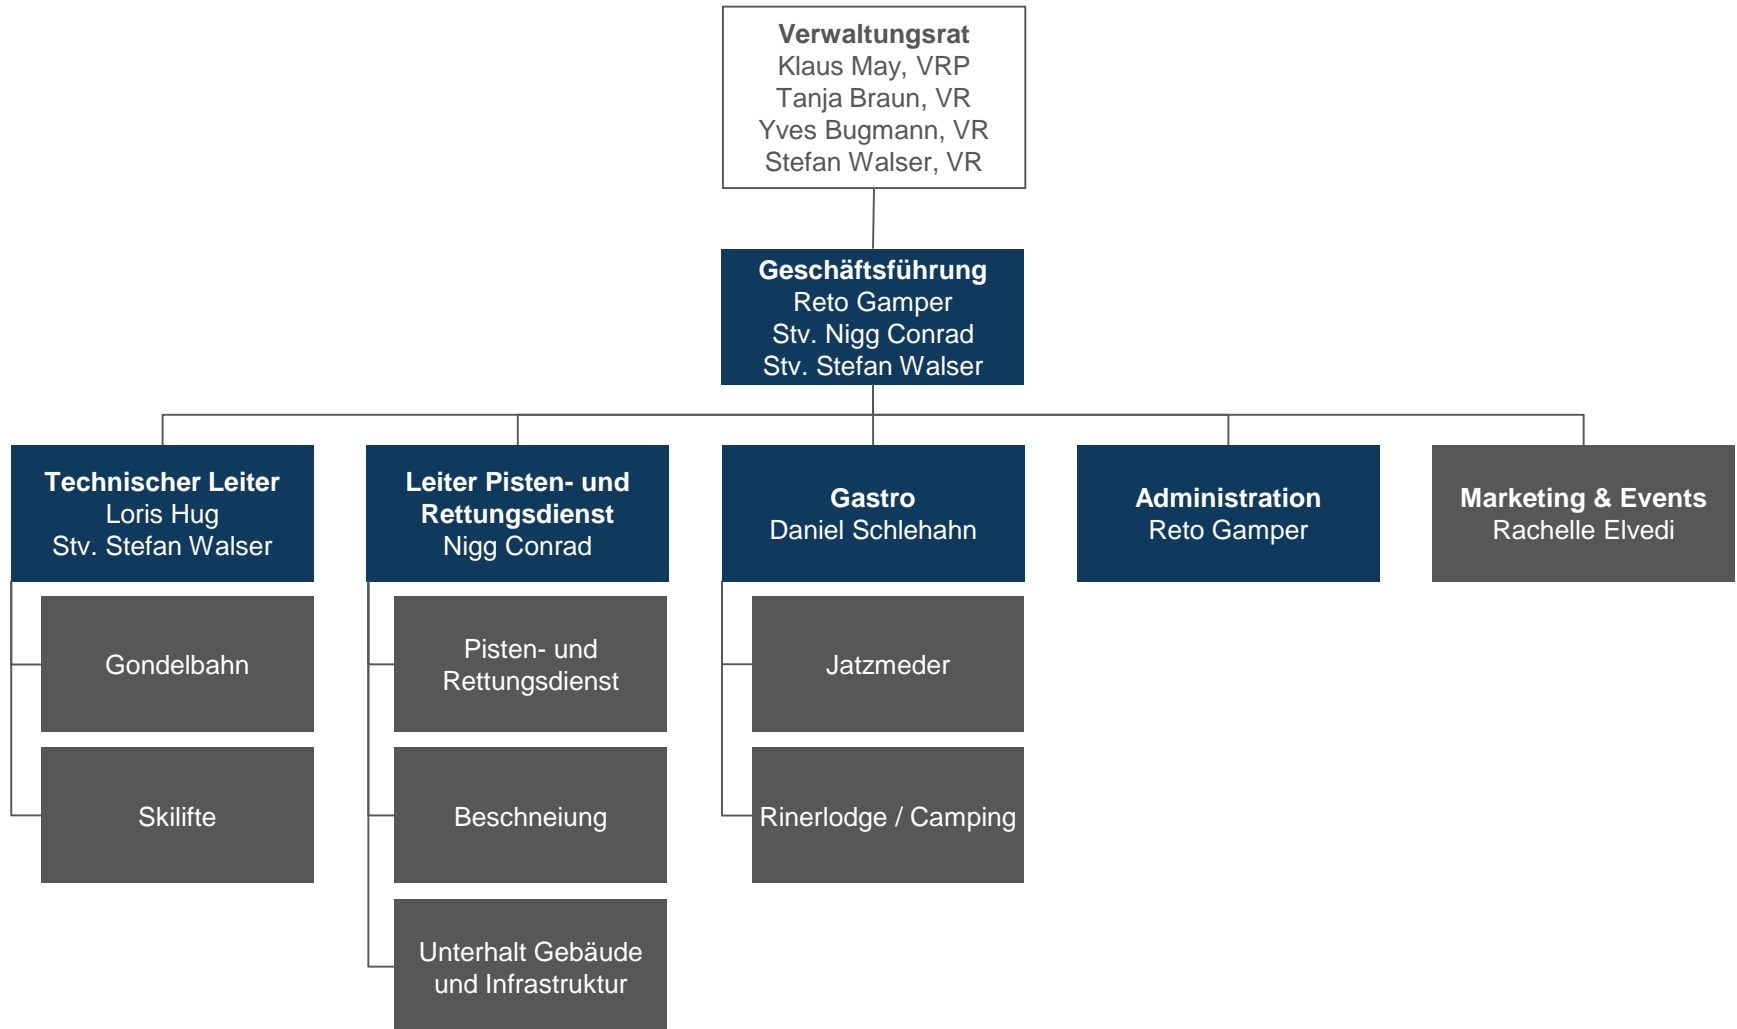 Verwaltungsrat
Klaus May, VRP
Tanja Braun, VR
Yves Bugmann, VR
Stefan Walser, VR
Geschäftsführung
Reto Gamper
Stv. Nigg Conrad
Stv. Stefan Walser
Technischer Leiter
Loris Hug
Stv. Stefan Walser
Leiter Pisten- und
Rettungsdienst
Nigg Conrad
Gastro
Daniel Schlehahn
Administration
Reto Gamper
Marketing & Events
Rachelle Elvedi
Gondelbahn
Skilifte
Pisten- und
Rettungsdienst
Beschneiung
Unterhalt Gebäude
und Infrastruktur
Jatzmeder
Rinerlodge / Camping